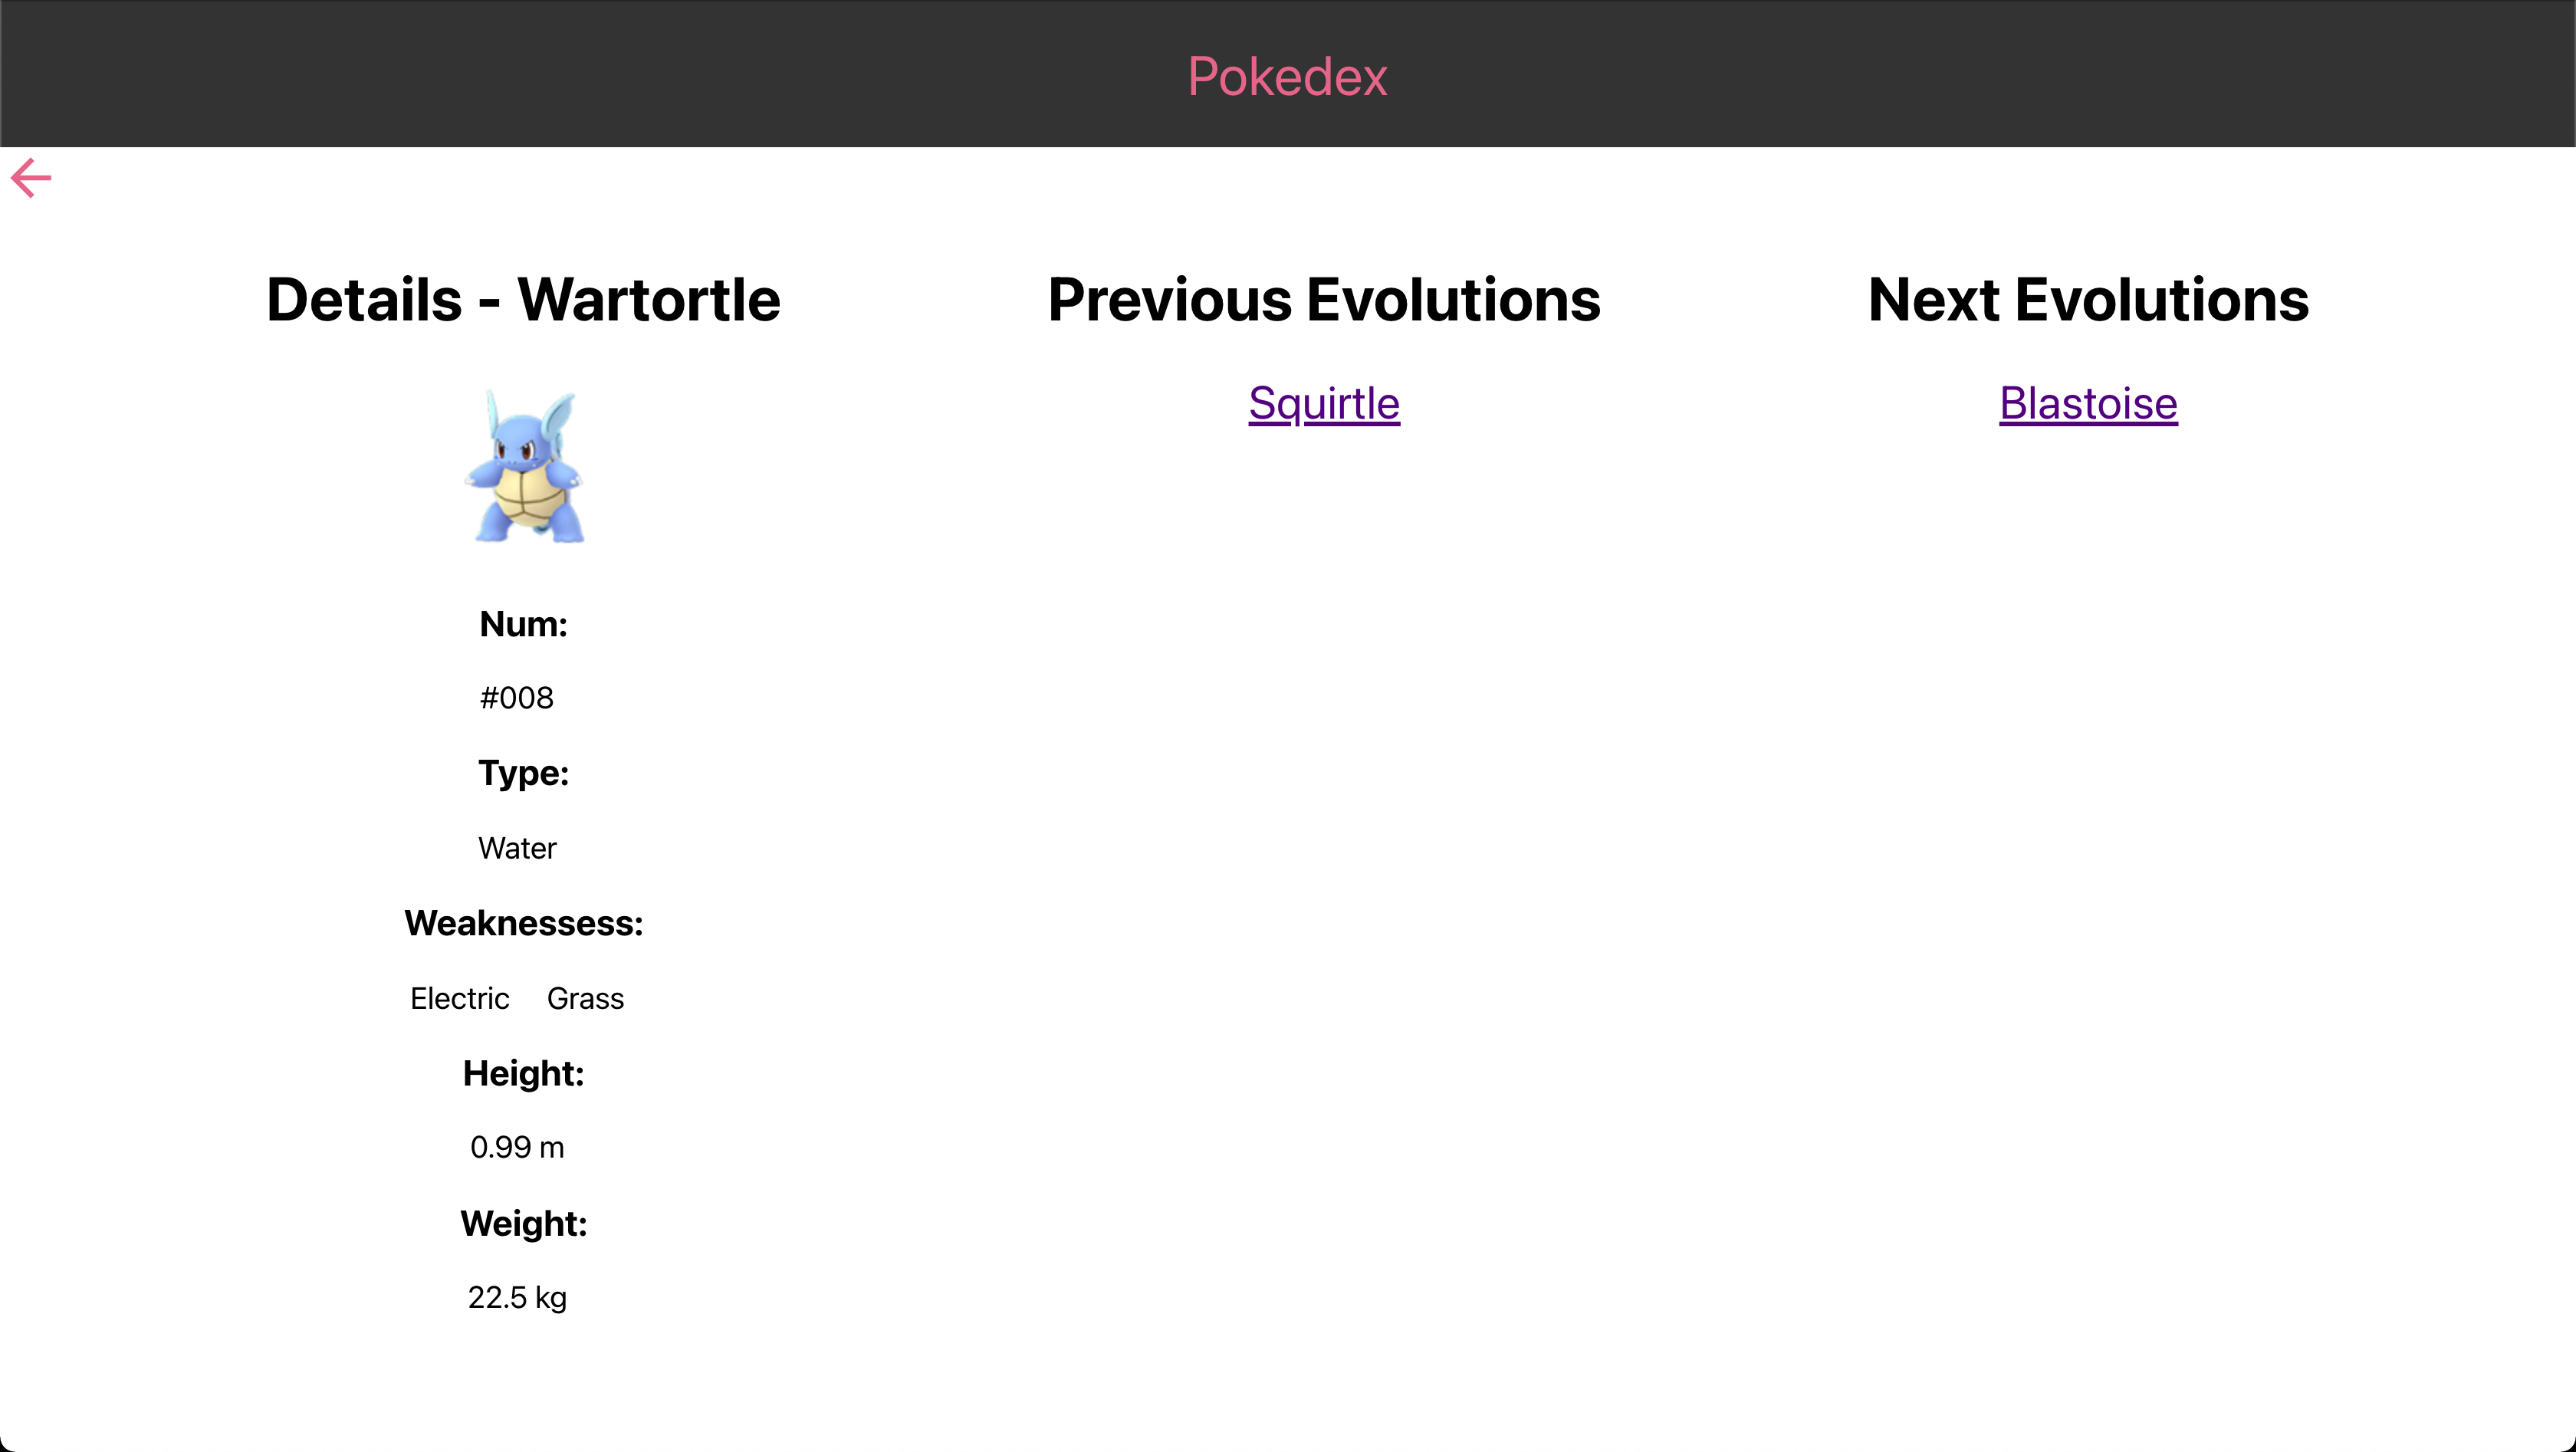 Pokedex
Details - Wartortle
Num:
#008
Type:
Water
Weaknessess:
Electric Grass
Height:
0.99 m
Weight:
22.5 kg
Previous Evolutions
Squirtle
Next Evolutions
Blastoise